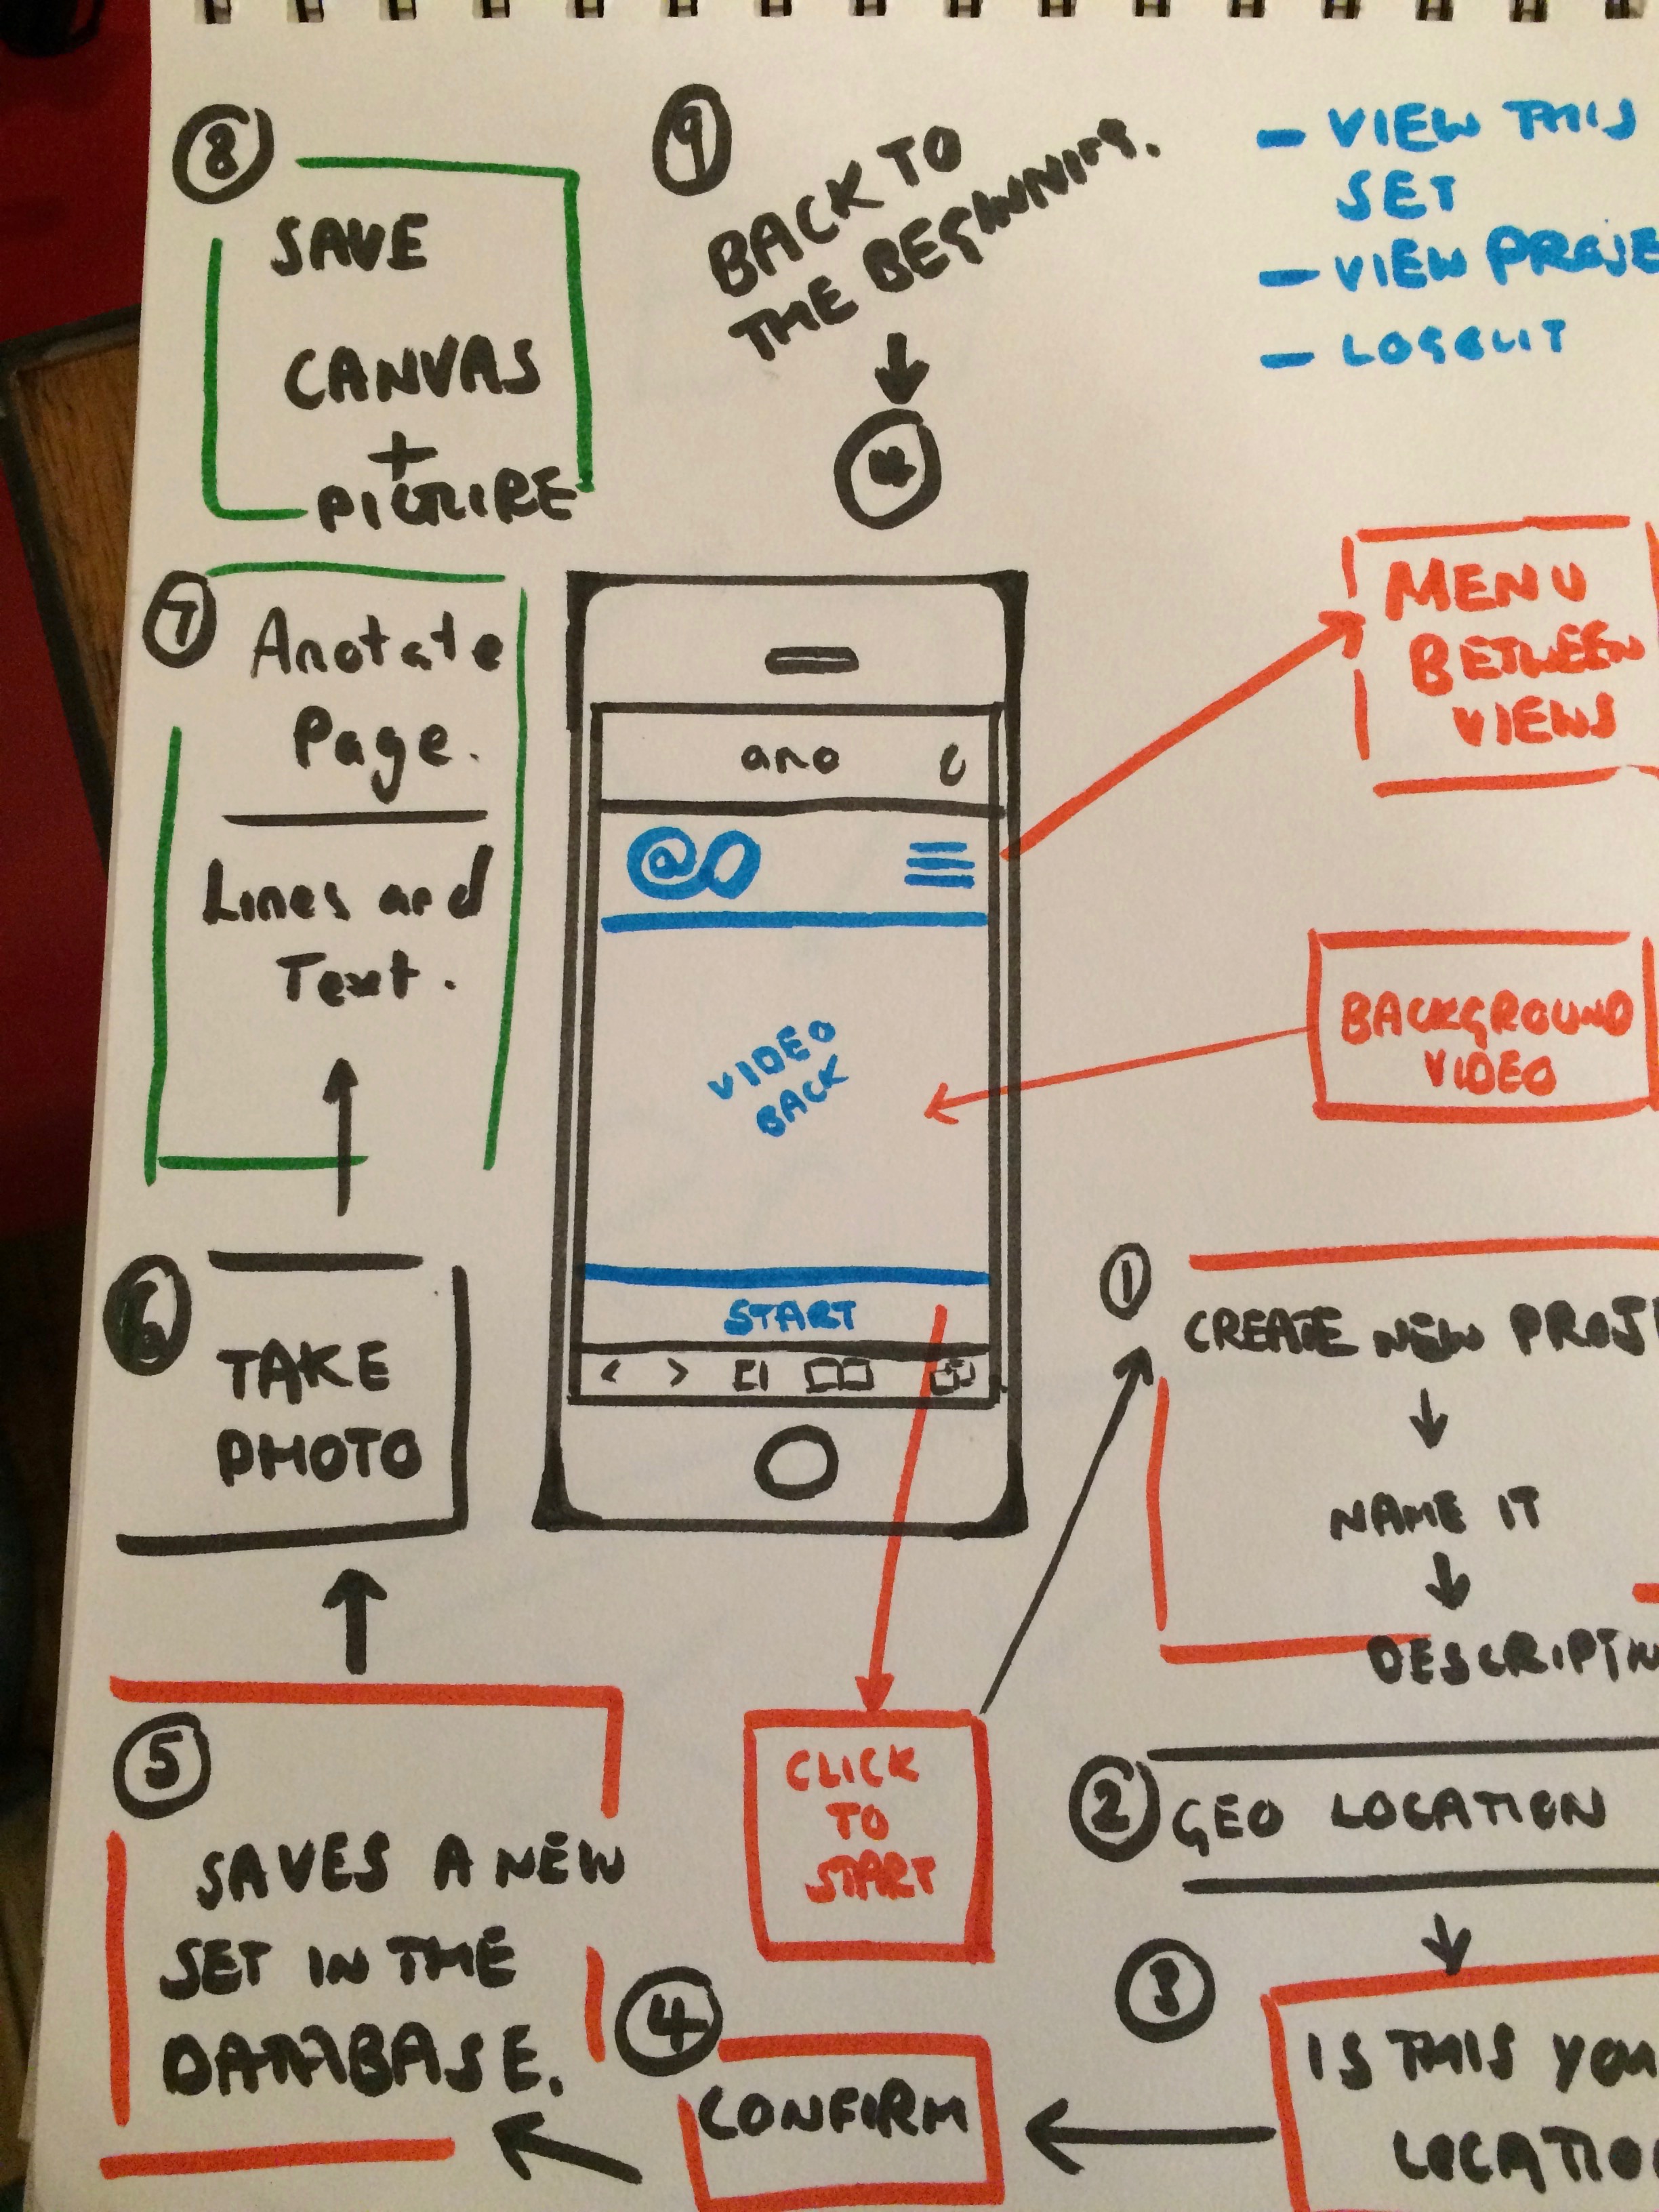 8
SAVE
CANVAS
+
PICTURE
9
BACK TO
THE BEGINNING.
*
- VIEW THIS
SET
- VIEW PROJE
- LOGOUT
7
Anotate
Page.
Lines and
Text.
ano
@
VIDEO
BACK
START
< >
MENU
BETWEEN
VIEWS
BACKGROUND
VIDEO
6
TAKE
PHOTO
1
CREATE NEW PROJE
NAME IT
DESCRIPTN
2
GEO LOCATION
3
IS THIS YOU
LOCATIO
CLICK
TO
START
4
CONFIRM
5
SAVES A NEW
SET IN THE
DATABASE.